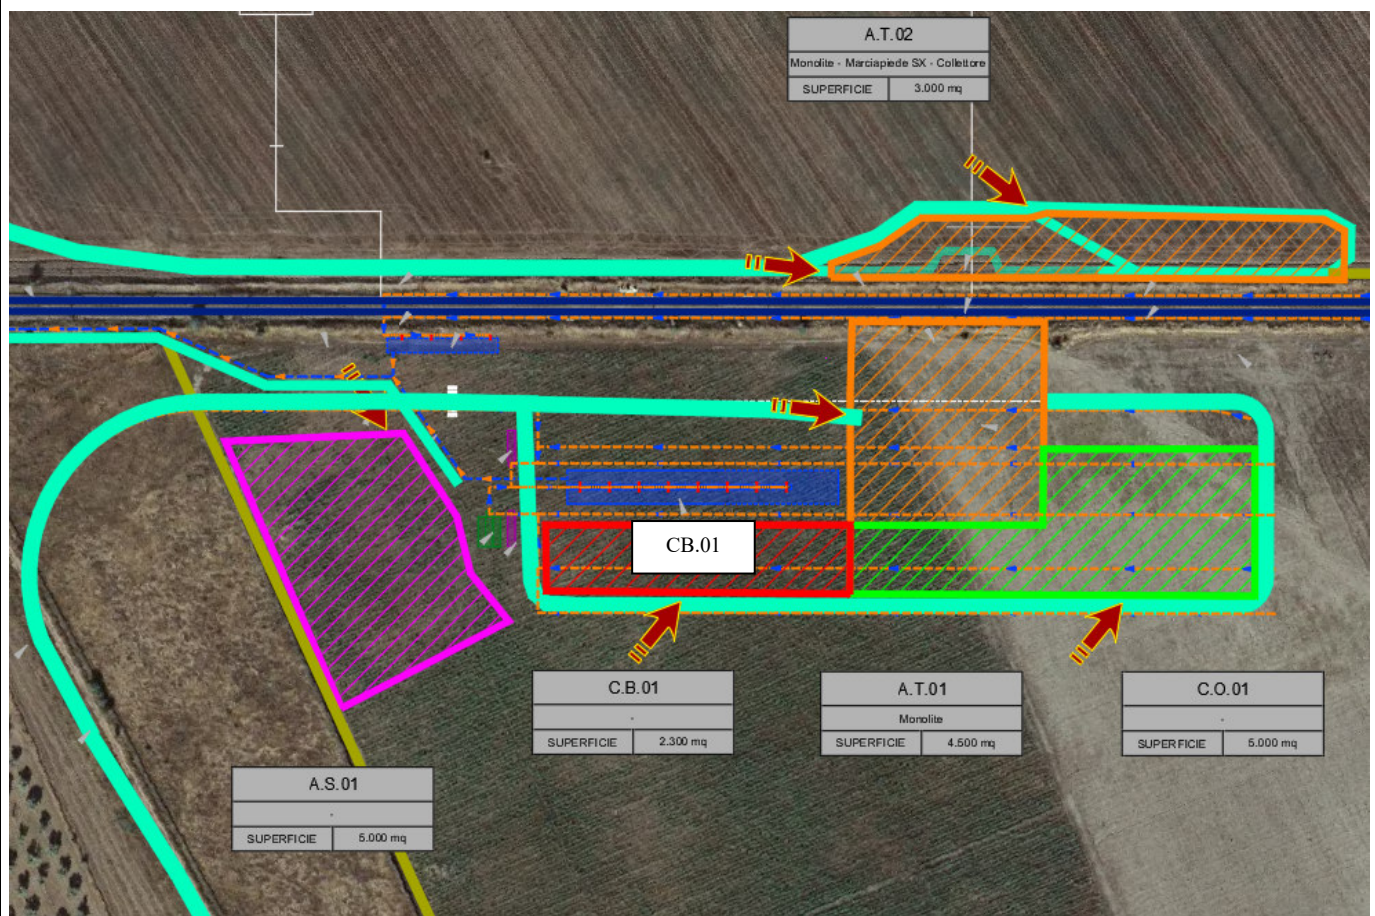 A.T.02
Monolite - Marciapiede SX - Collettore
SUPERFICIE 3.000 mq
CB.01
C.B.01
-
SUPERFICIE 2.300 mq
A.T.01
Monolite
SUPERFICIE 4.500 mq
C.O.01
-
SUPERFICIE 5.000 mq
A.S.01
-
SUPERFICIE 5.000 mq